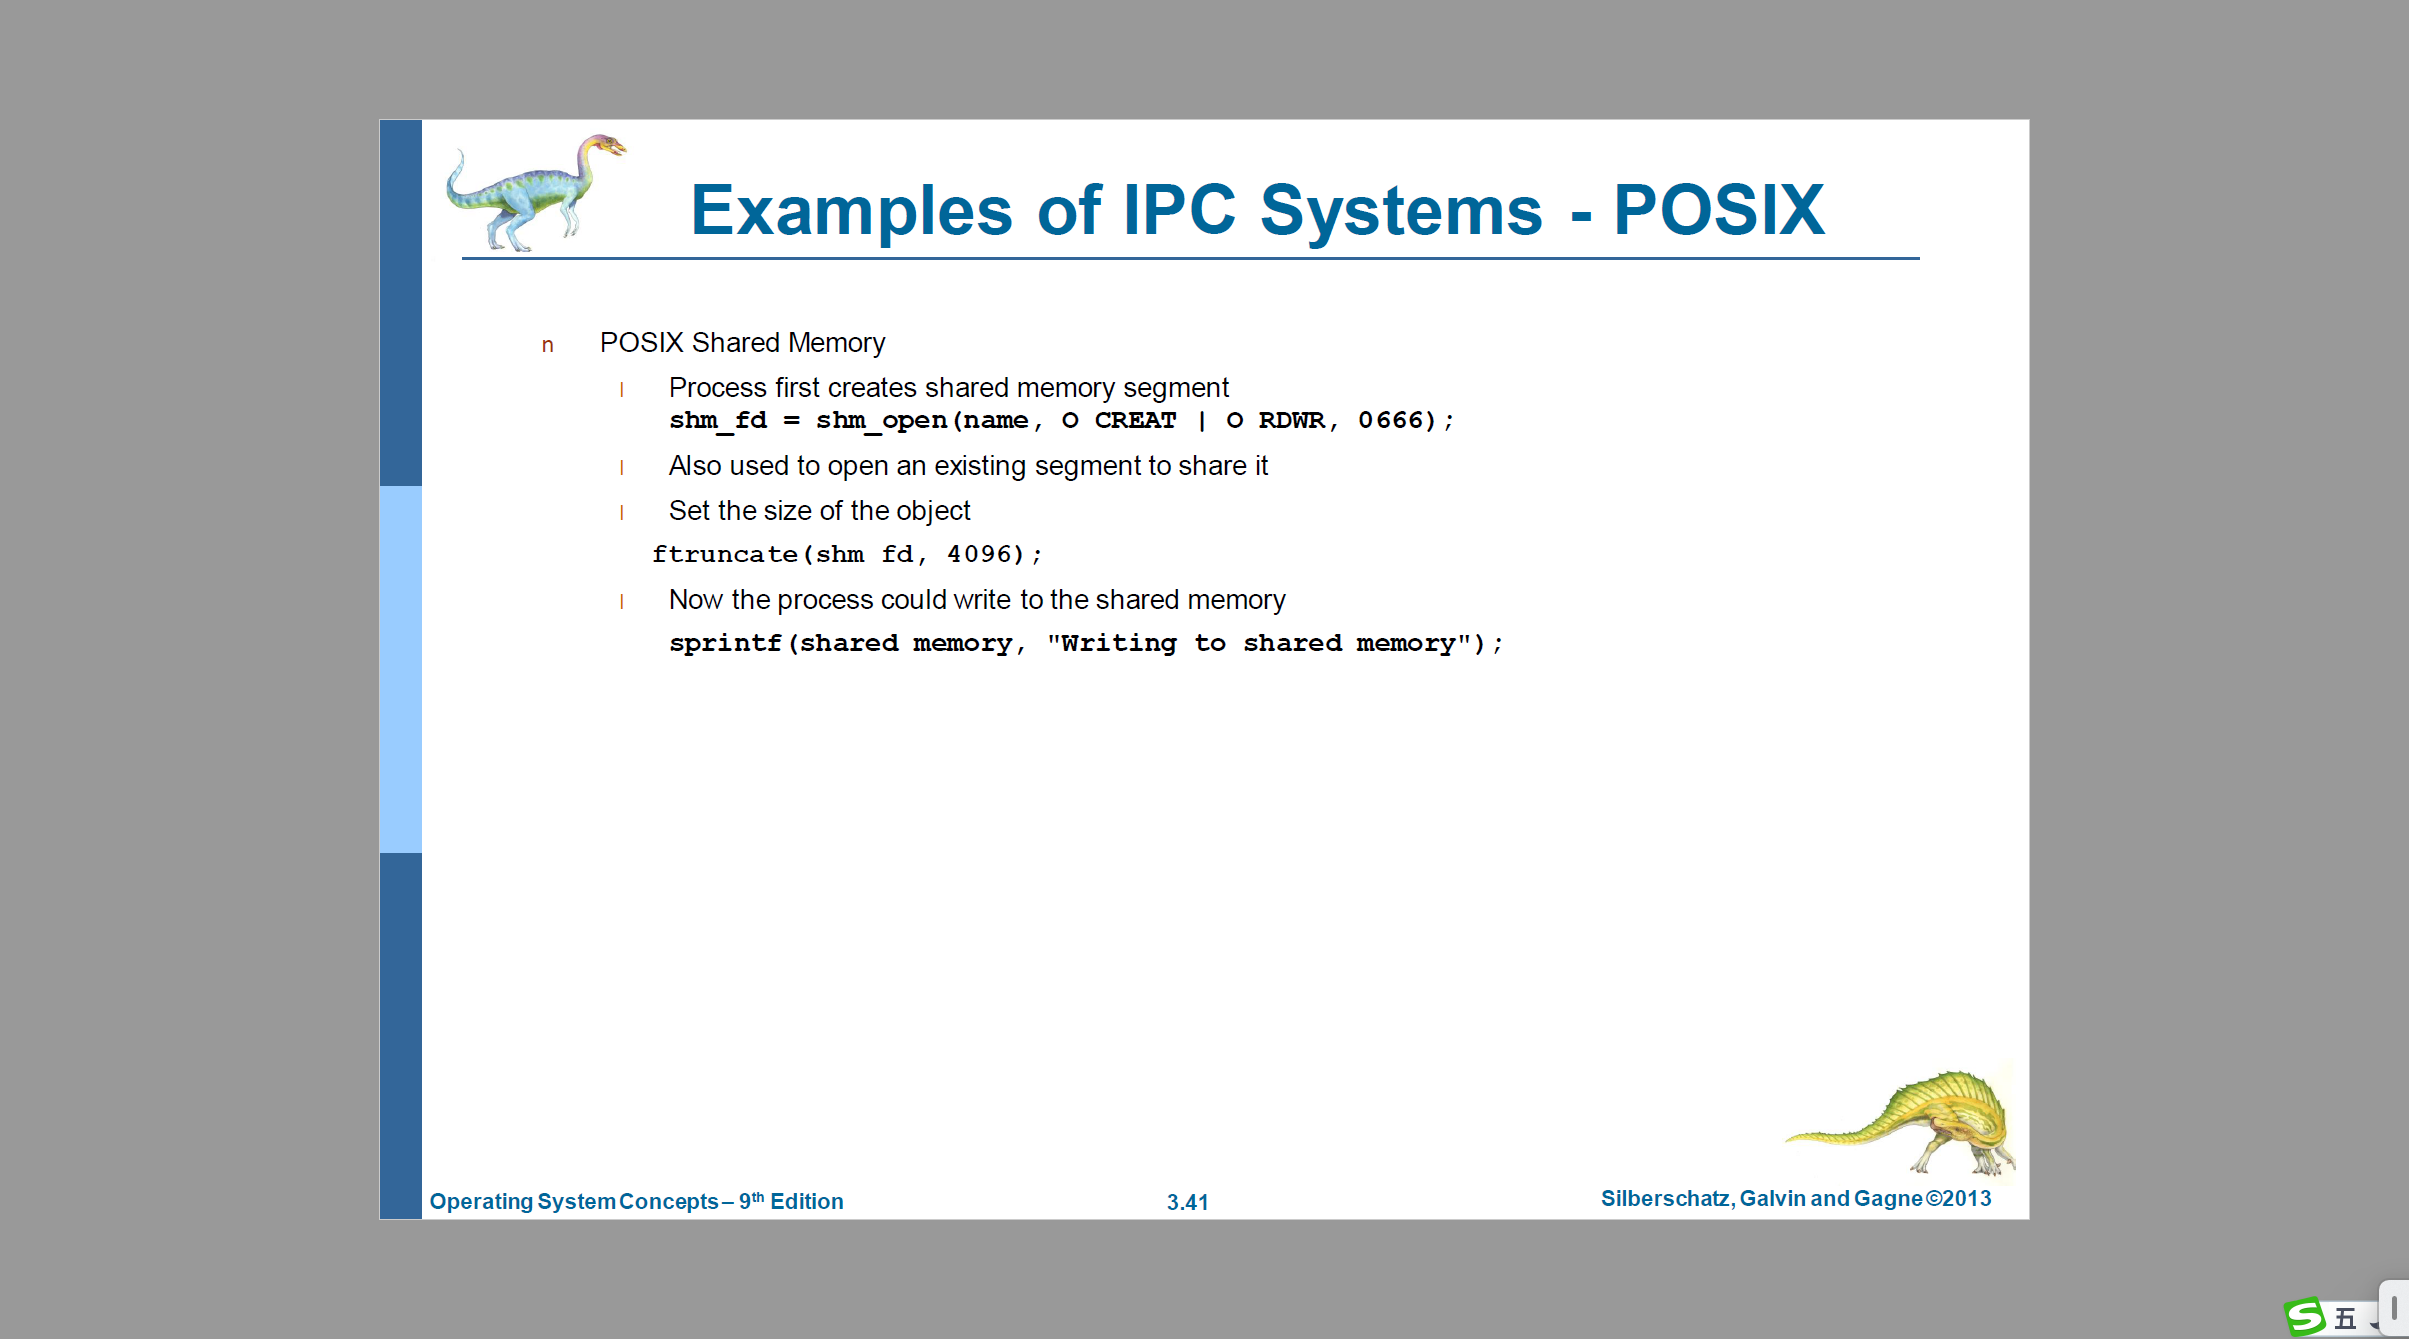 Examples of IPC Systems - POSIX
n POSIX Shared Memory
l Process first creates shared memory segment
shm_fd = shm_open(name, O CREAT | O RDWR, 0666);
l Also used to open an existing segment to share it
l Set the size of the object
ftruncate(shm fd, 4096);
l Now the process could write to the shared memory
sprintf(shared memory, "Writing to shared memory");
Operating System Concepts – 9th Edition
3.41
Silberschatz, Galvin and Gagne ©2013
S 五